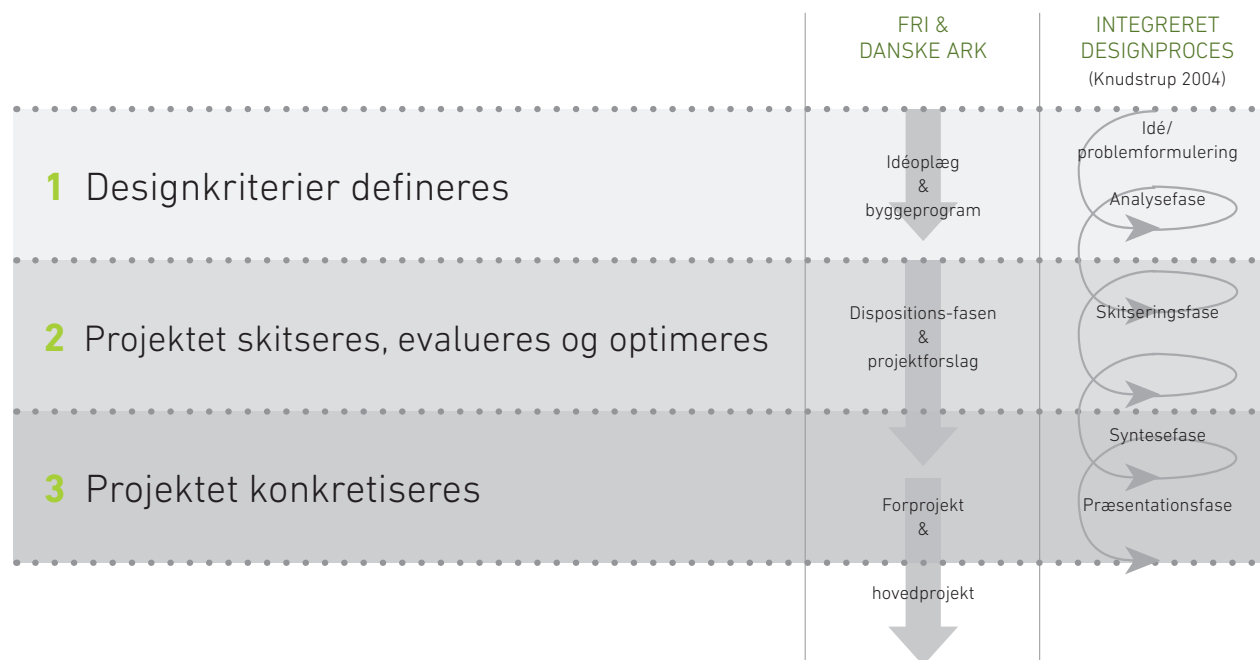 FRI &
DANSKE ARK
INTEGRERET
DESIGNPROCES
(Knudstrup 2004)
1 Designkriterier defineres
Idéoplæg
&
byggeprogram
Idé/
problemformulering
Analysefase
2 Projektet skitseres, evalueres og optimeres
Dispositions-fasen
&
projektforslag
Skitseringsfase
3 Projektet konkretiseres
Forprojekt
&
hovedprojekt
Syntesefase
Præsentationsfase